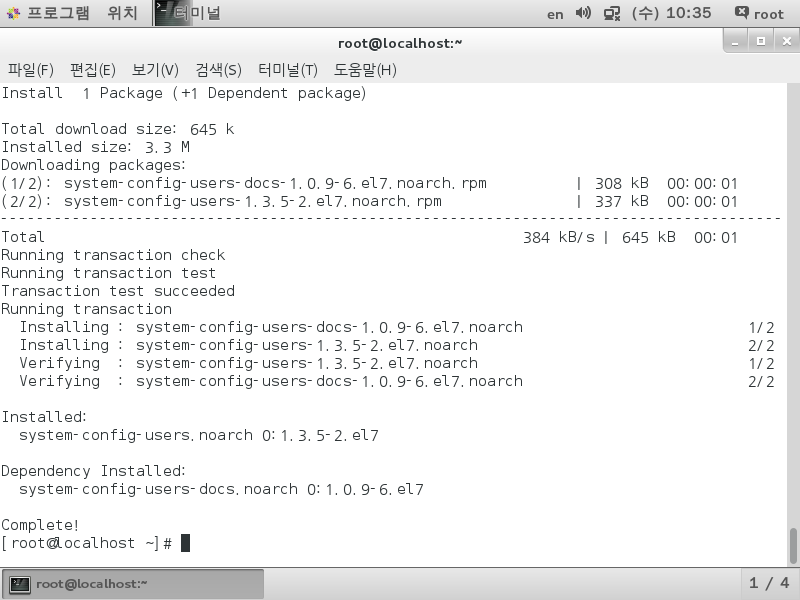 프로그램 위치 터미널 en (수) 10:35 root
root@localhost:~
파일(F) 편집(E) 보기(V) 검색(S) 터미널(T) 도움말(H)
Install  1 Package (+1 Dependent package)
Total download size: 645 k
Installed size: 3.3 M
Downloading packages:
(1/2): system-config-users-docs-1.0.9-6.el7.noarch.rpm | 308 kB  00:00:01
(2/2): system-config-users-1.3.5-2.el7.noarch.rpm | 337 kB  00:00:01
--------------------------------------------------------------------------------
Total 384 kB/s | 645 kB  00:01
Running transaction check
Running transaction test
Transaction test succeeded
Running transaction
  Installing : system-config-users-docs-1.0.9-6.el7.noarch 1/2
  Installing : system-config-users-1.3.5-2.el7.noarch 2/2
  Verifying  : system-config-users-1.3.5-2.el7.noarch 1/2
  Verifying  : system-config-users-docs-1.0.9-6.el7.noarch 2/2
Installed:
  system-config-users.noarch 0:1.3.5-2.el7
Dependency Installed:
  system-config-users-docs.noarch 0:1.0.9-6.el7
Complete!
[root@localhost ~]#
root@localhost:~ 1 / 4